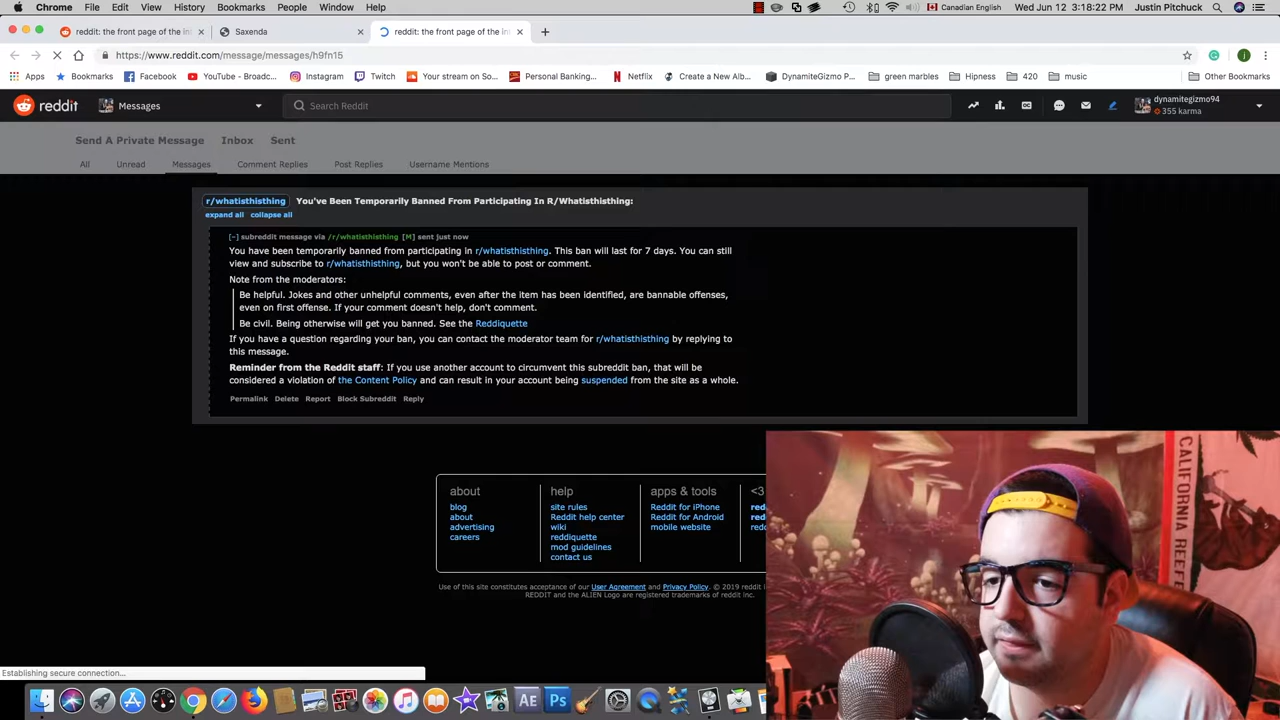 Chrome File Edit View History Bookmarks People Window Help Canadian English Wed Jun 12 3:18:22 PM Justin Pitchuck
reddit: the front page of the in Saxenda reddit: the front page of the in
https://www.reddit.com/message/messages/h9fn15
Apps Bookmarks Facebook YouTube - Broadc... Instagram Twitch Your stream on So... Personal Banking... Netflix Create a New Alb... DynamiteGizmo P... green marbles Hipness 420 music Other Bookmarks
reddit Messages Search Reddit dynamitegizmo94
355 karma
Send A Private Message Inbox Sent
All Unread Messages Comment Replies Post Replies Username Mentions
r/whatisthisthing You've Been Temporarily Banned From Participating In R/Whatisthisthing:
expand all collapse all
[-] subreddit message via /r/whatisthisthing [M] sent just now
You have been temporarily banned from participating in r/whatisthisthing. This ban will last for 7 days. You can still
view and subscribe to r/whatisthisthing, but you won't be able to post or comment.
Note from the moderators:
Be helpful. Jokes and other unhelpful comments, even after the item has been identified, are bannable offenses,
even on first offense. If your comment doesn't help, don't comment.
Be civil. Being otherwise will get you banned. See the Reddiquette
If you have a question regarding your ban, you can contact the moderator team for r/whatisthisthing by replying to
this message.
Reminder from the Reddit staff: If you use another account to circumvent this subreddit ban, that will be
considered a violation of the Content Policy and can result in your account being suspended from the site as a whole.
Permalink Delete Report Block Subreddit Reply
about help apps & tools <3
blog site rules Reddit for iPhone
about Reddit help center Reddit for Android
advertising wiki mobile website
careers reddiquette
mod guidelines
contact us
Use of this site constitutes acceptance of our User Agreement and Privacy Policy. © 2019 reddit
REDDIT and the ALIEN Logo are registered trademarks of reddit inc.
Establishing secure connection...
AE Ps
CALIFORNIA REE